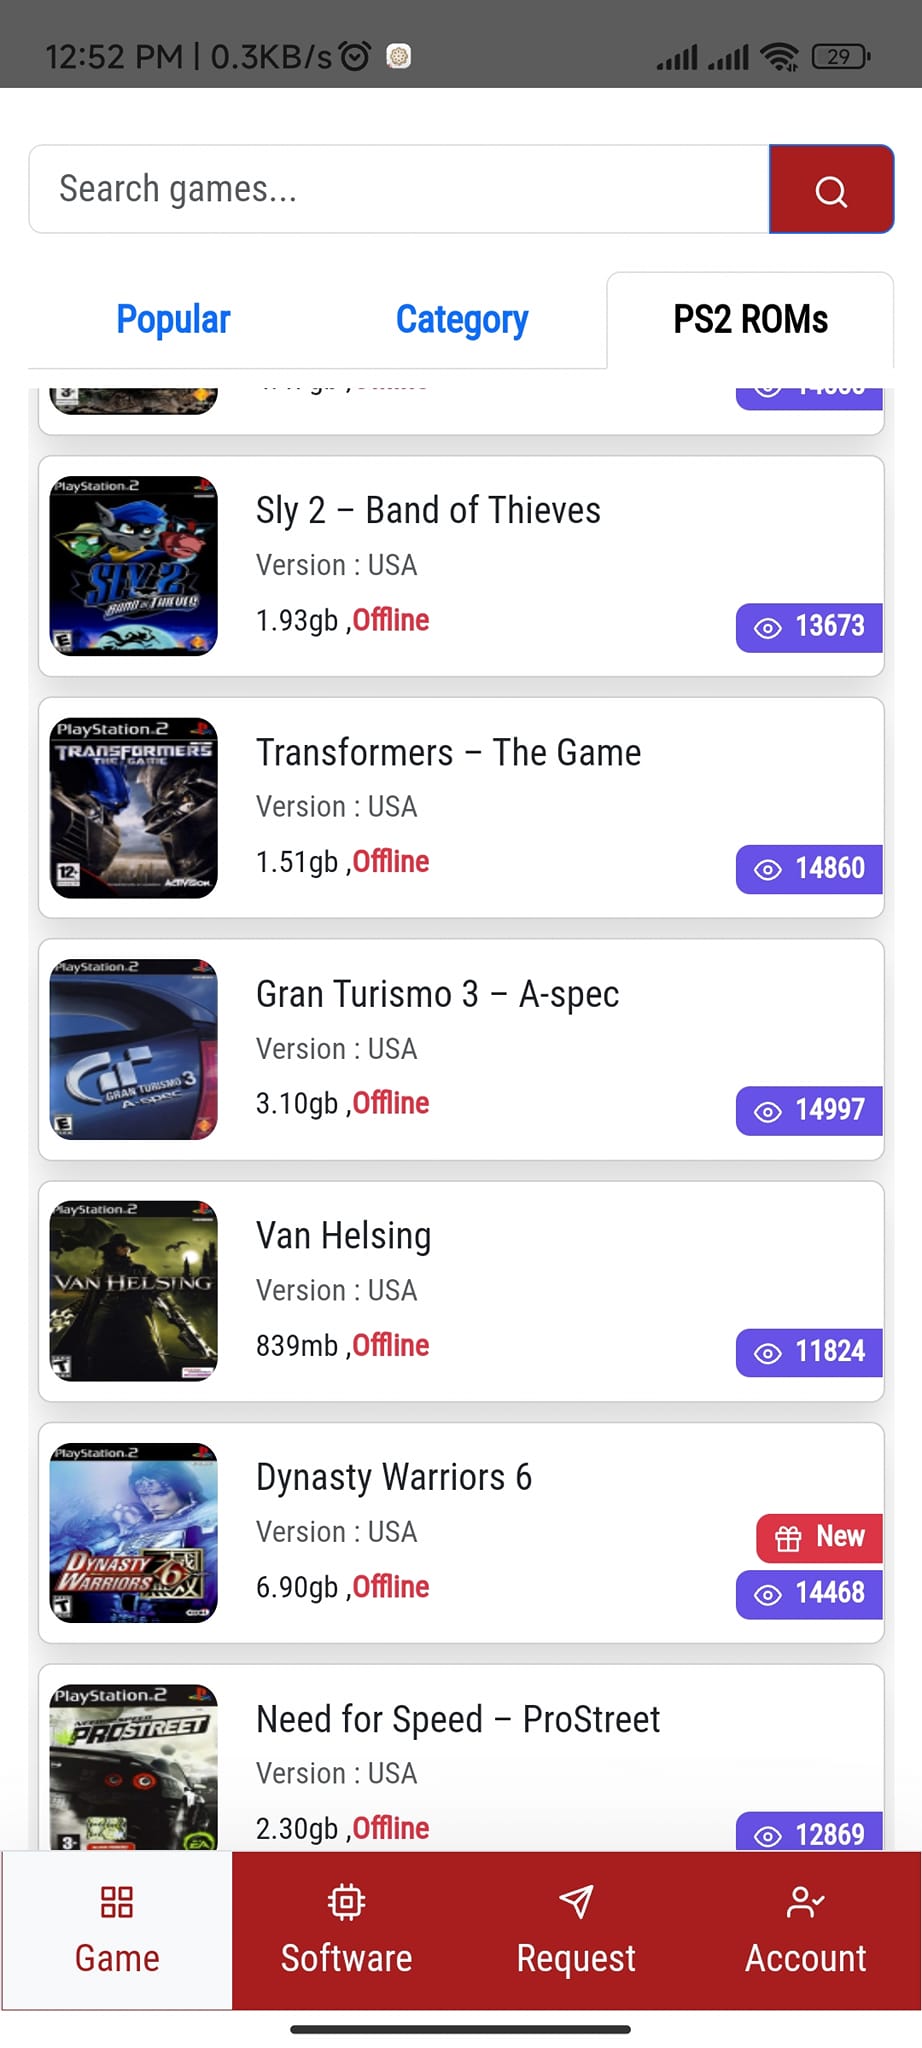 12:52 PM | 0.3KB/s
29
Search games...
Popular
Category
PS2 ROMs
PlayStation.2
SLY 2
BAND OF THIEVES
E
Sly 2 – Band of Thieves
Version : USA
1.93gb ,Offline
13673
PlayStation.2
TRANSFORMERS
THE GAME
12+
ACTIVISION.
Transformers – The Game
Version : USA
1.51gb ,Offline
14860
PlayStation.2
GT
GRAN TURISMO 3
A-spec
E
Gran Turismo 3 – A-spec
Version : USA
3.10gb ,Offline
14997
PlayStation.2
VAN HELSING
T
Van Helsing
Version : USA
839mb ,Offline
11824
PlayStation.2
DYNASTY
WARRIORS 6
T
KOEI
Dynasty Warriors 6
Version : USA
6.90gb ,Offline
New
14468
PlayStation.2
PROSTREET
EA
Need for Speed – ProStreet
Version : USA
2.30gb ,Offline
12869
Game
Software
Request
Account